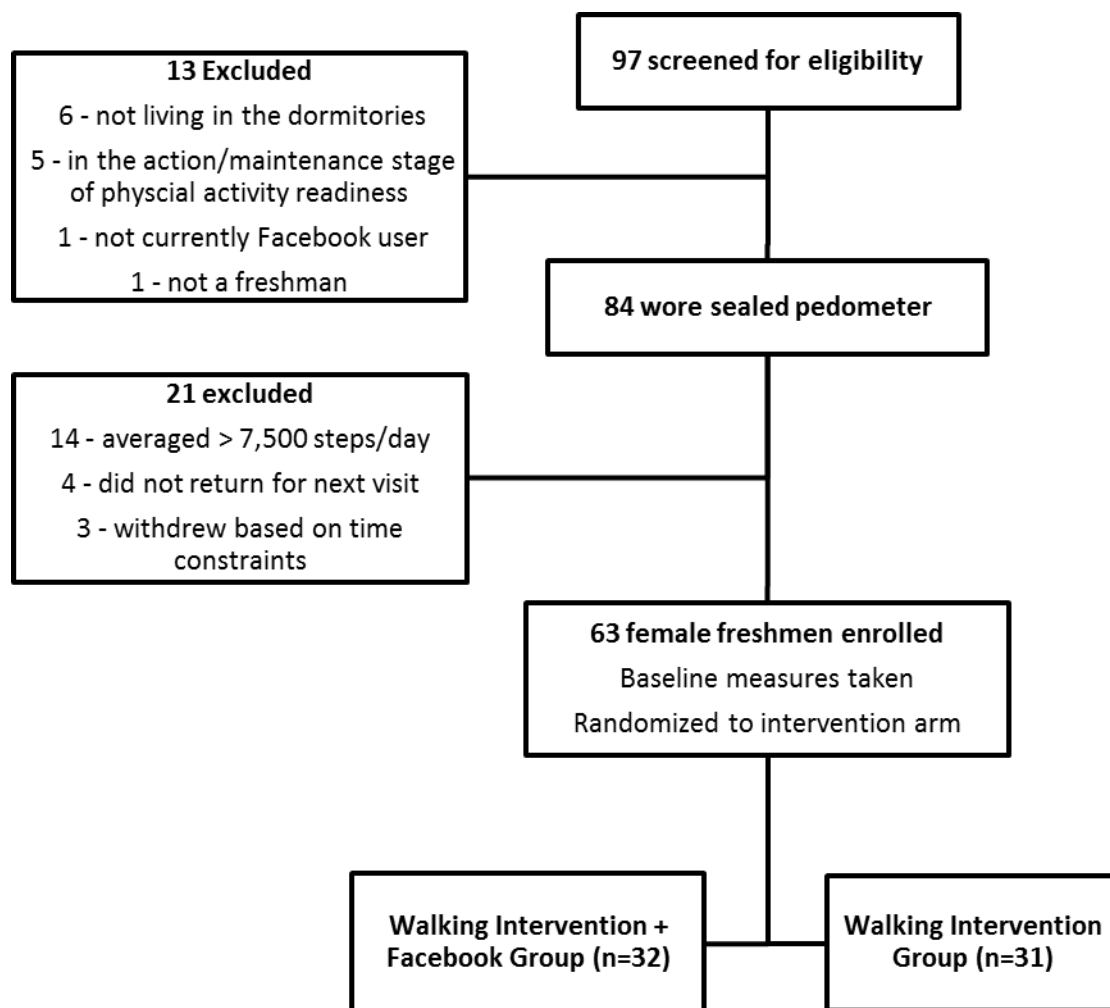 97 screened for eligibility
13 Excluded
6 - not living in the dormitories
5 - in the action/maintenance stage
of physcial activity readiness
1 - not currently Facebook user
1 - not a freshman
84 wore sealed pedometer
21 excluded
14 - averaged > 7,500 steps/day
4 - did not return for next visit
3 - withdrew based on time
constraints
63 female freshmen enrolled
Baseline measures taken
Randomized to intervention arm
Walking Intervention +
Facebook Group (n=32)
Walking Intervention
Group (n=31)